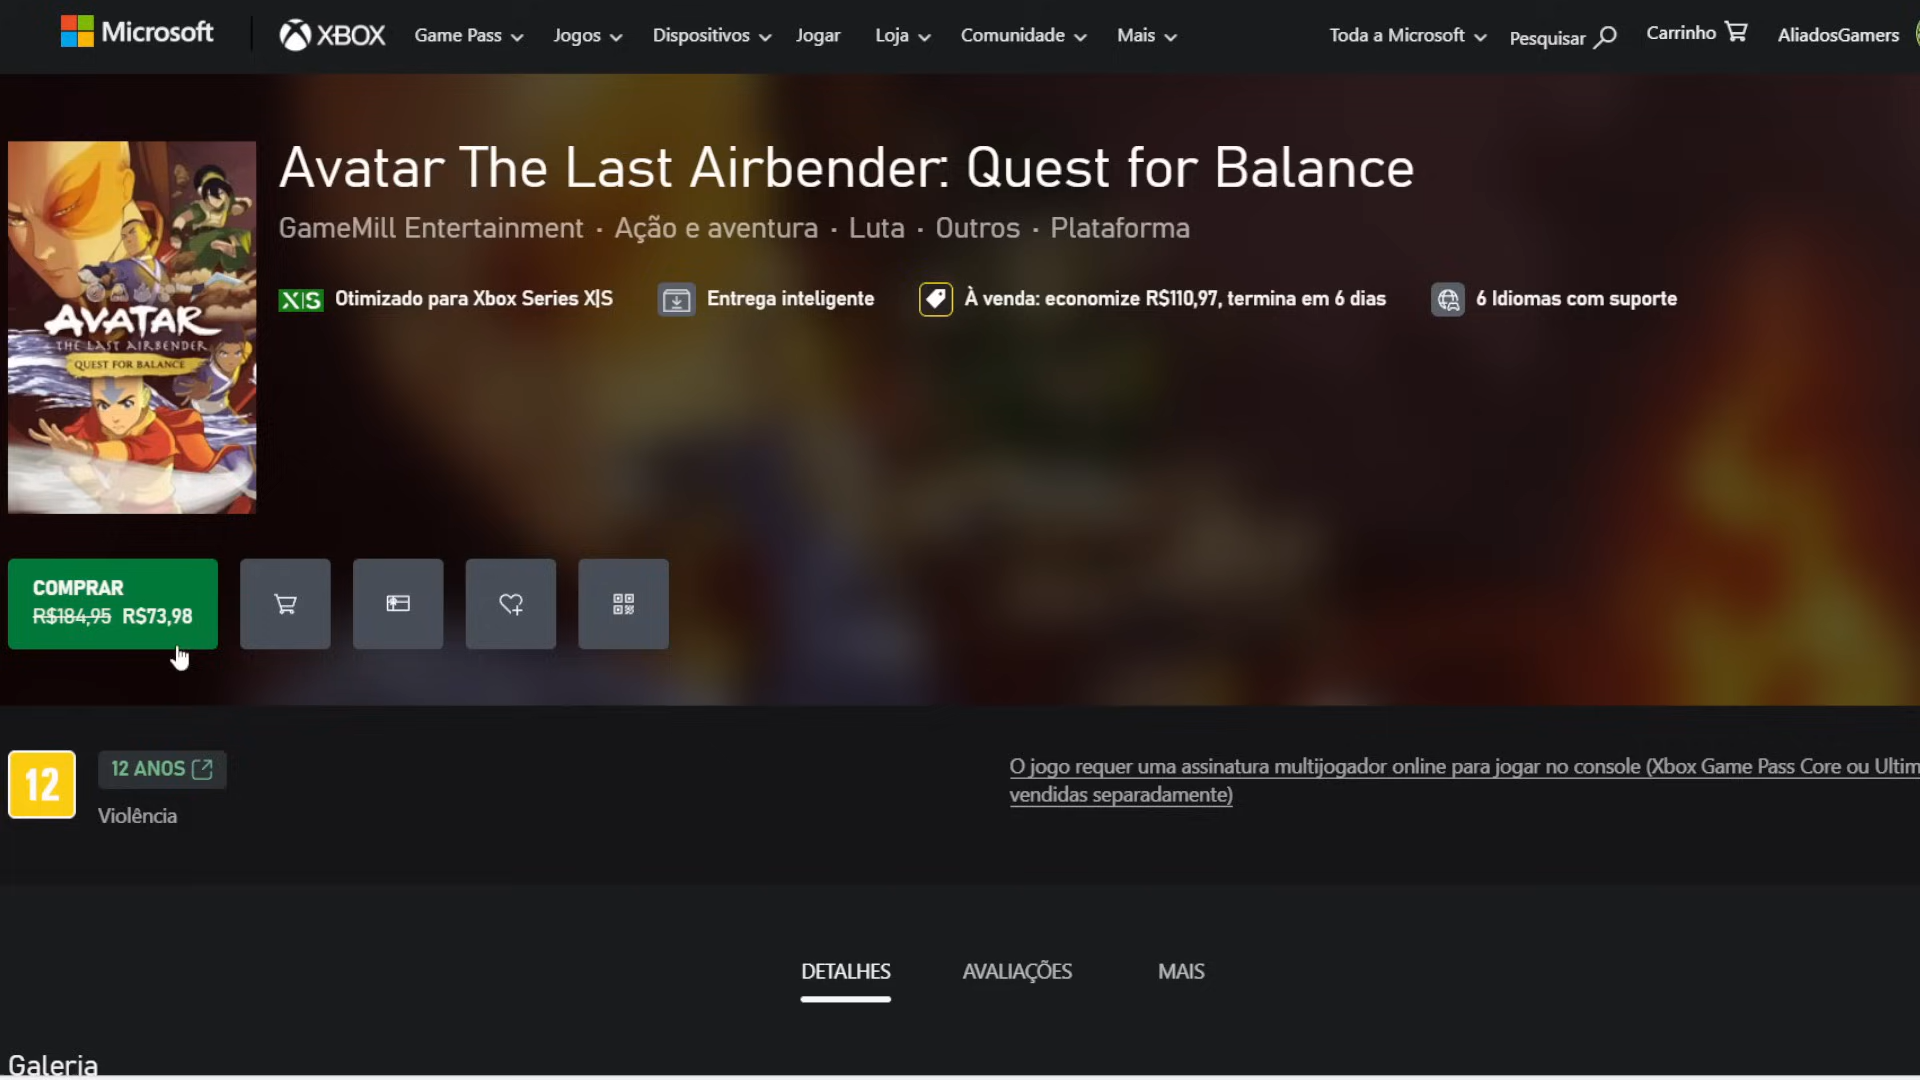 Microsoft
XBOX
Game Pass
Jogos
Dispositivos
Jogar
Loja
Comunidade
Mais
Toda a Microsoft
Pesquisar
Carrinho
AliadosGamers
Avatar The Last Airbender: Quest for Balance
GameMill Entertainment · Ação e aventura · Luta · Outros · Plataforma
X|S Otimizado para Xbox Series X|S
Entrega inteligente
À venda: economize R$110,97, termina em 6 dias
6 Idiomas com suporte
AVATAR
THE LAST AIRBENDER
QUEST FOR BALANCE
COMPRAR
R$184,95 R$73,98
12
12 ANOS
Violência
O jogo requer uma assinatura multijogador online para jogar no console (Xbox Game Pass Core ou Ultim
vendidas separadamente)
DETALHES
AVALIAÇÕES
MAIS
Galeria